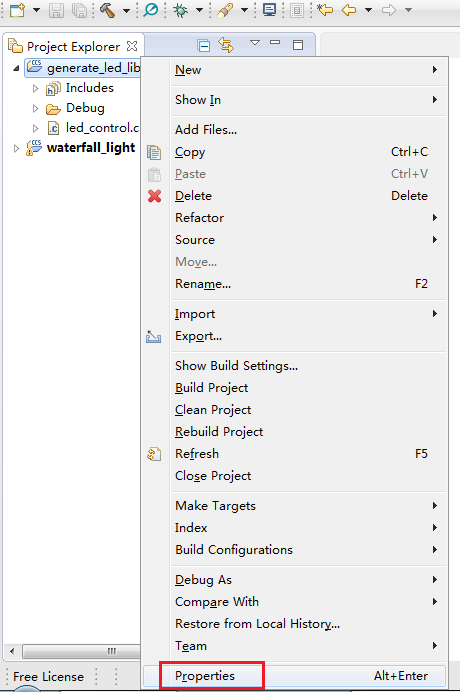 Project Explorer
generate_led_lib
Includes
Debug
led_control.c
waterfall_light
New
Show In
Add Files...
Copy Ctrl+C
Paste Ctrl+V
Delete Delete
Refactor
Source
Move...
Rename... F2
Import
Export...
Show Build Settings...
Build Project
Clean Project
Rebuild Project
Refresh F5
Close Project
Make Targets
Index
Build Configurations
Debug As
Compare With
Restore from Local History...
Team
Properties Alt+Enter
Free License